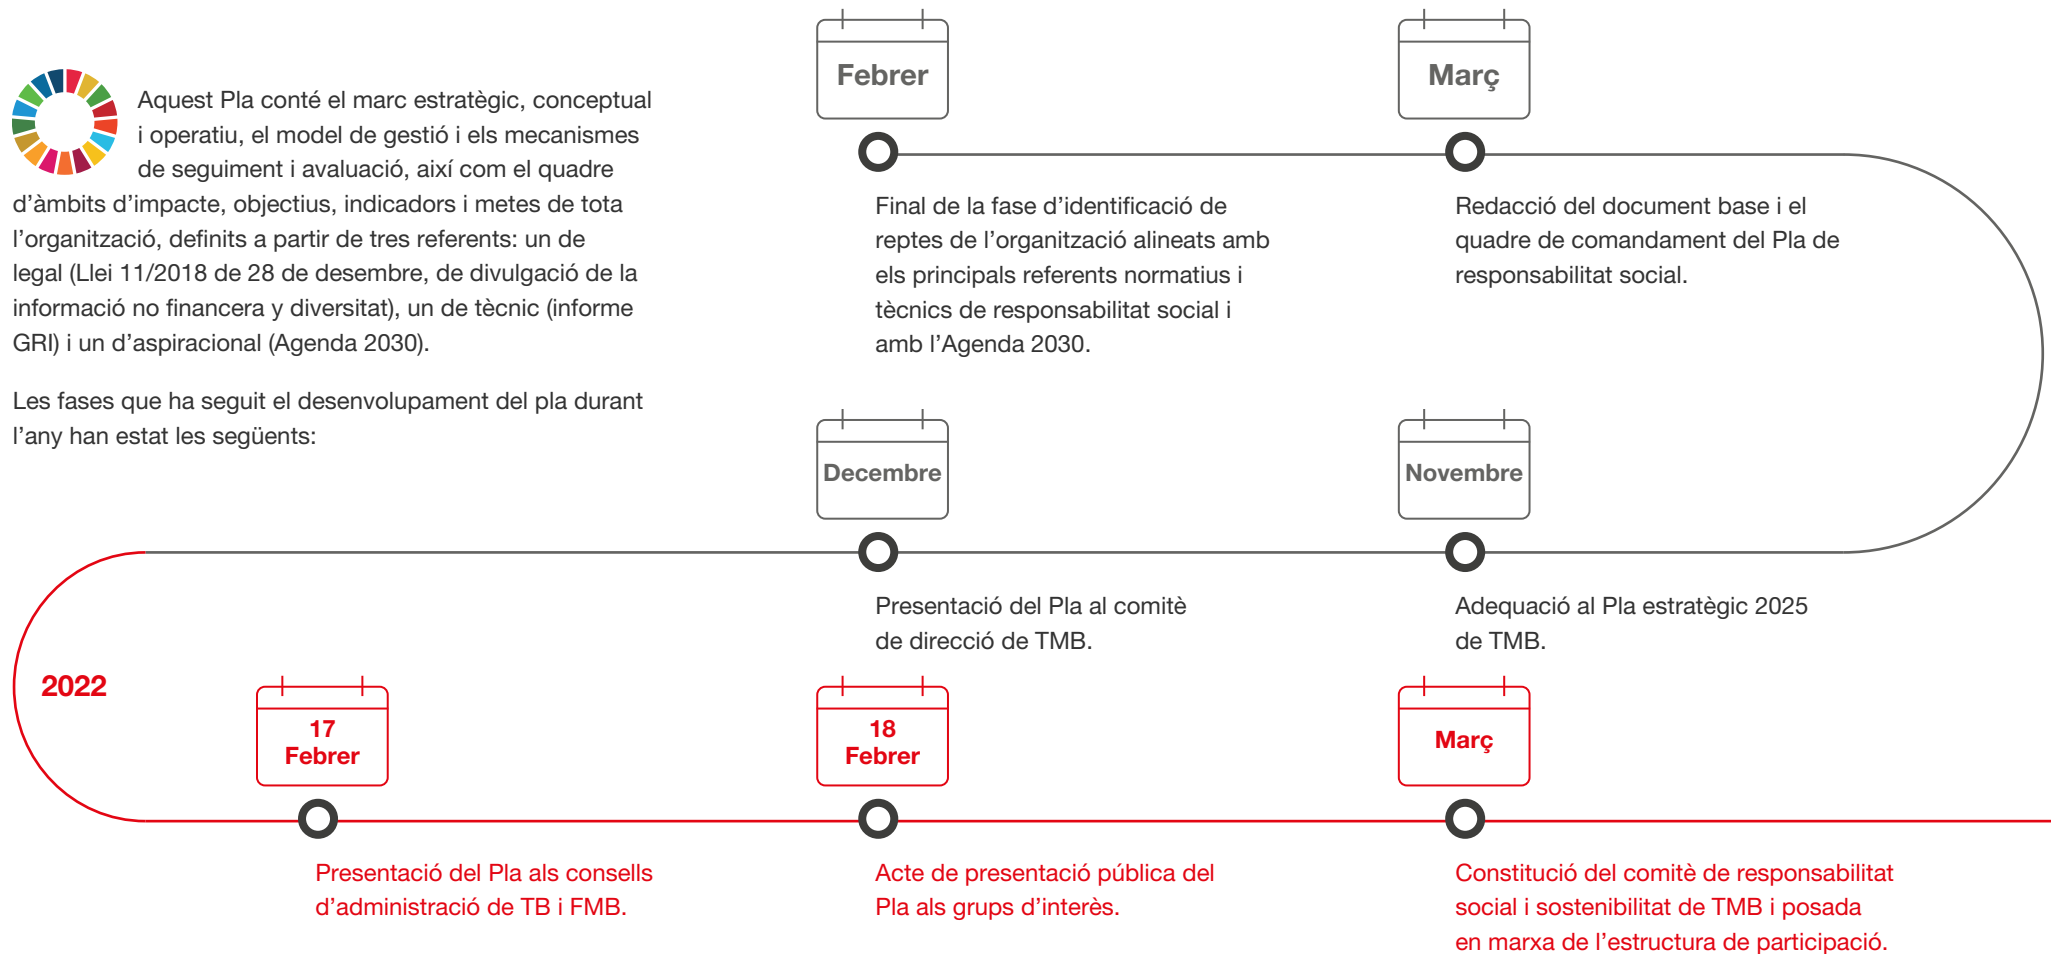 Aquest Pla conté el marc estratègic, conceptual
i operatiu, el model de gestió i els mecanismes
de seguiment i avaluació, així com el quadre
d’àmbits d’impacte, objectius, indicadors i metes de tota
l’organització, definits a partir de tres referents: un de
legal (Llei 11/2018 de 28 de desembre, de divulgació de la
informació no financera y diversitat), un de tècnic (informe
GRI) i un d’aspiracional (Agenda 2030).
Les fases que ha seguit el desenvolupament del pla durant
l’any han estat les següents:
Febrer
Final de la fase d’identificació de
reptes de l’organització alineats amb
els principals referents normatius i
tècnics de responsabilitat social i
amb l’Agenda 2030.
Març
Redacció del document base i el
quadre de comandament del Pla de
responsabilitat social.
Novembre
Adequació al Pla estratègic 2025
de TMB.
Decembre
Presentació del Pla al comitè
de direcció de TMB.
2022
17
Febrer
Presentació del Pla als consells
d’administració de TB i FMB.
18
Febrer
Acte de presentació pública del
Pla als grups d’interès.
Març
Constitució del comitè de responsabilitat
social i sostenibilitat de TMB i posada
en marxa de l’estructura de participació.